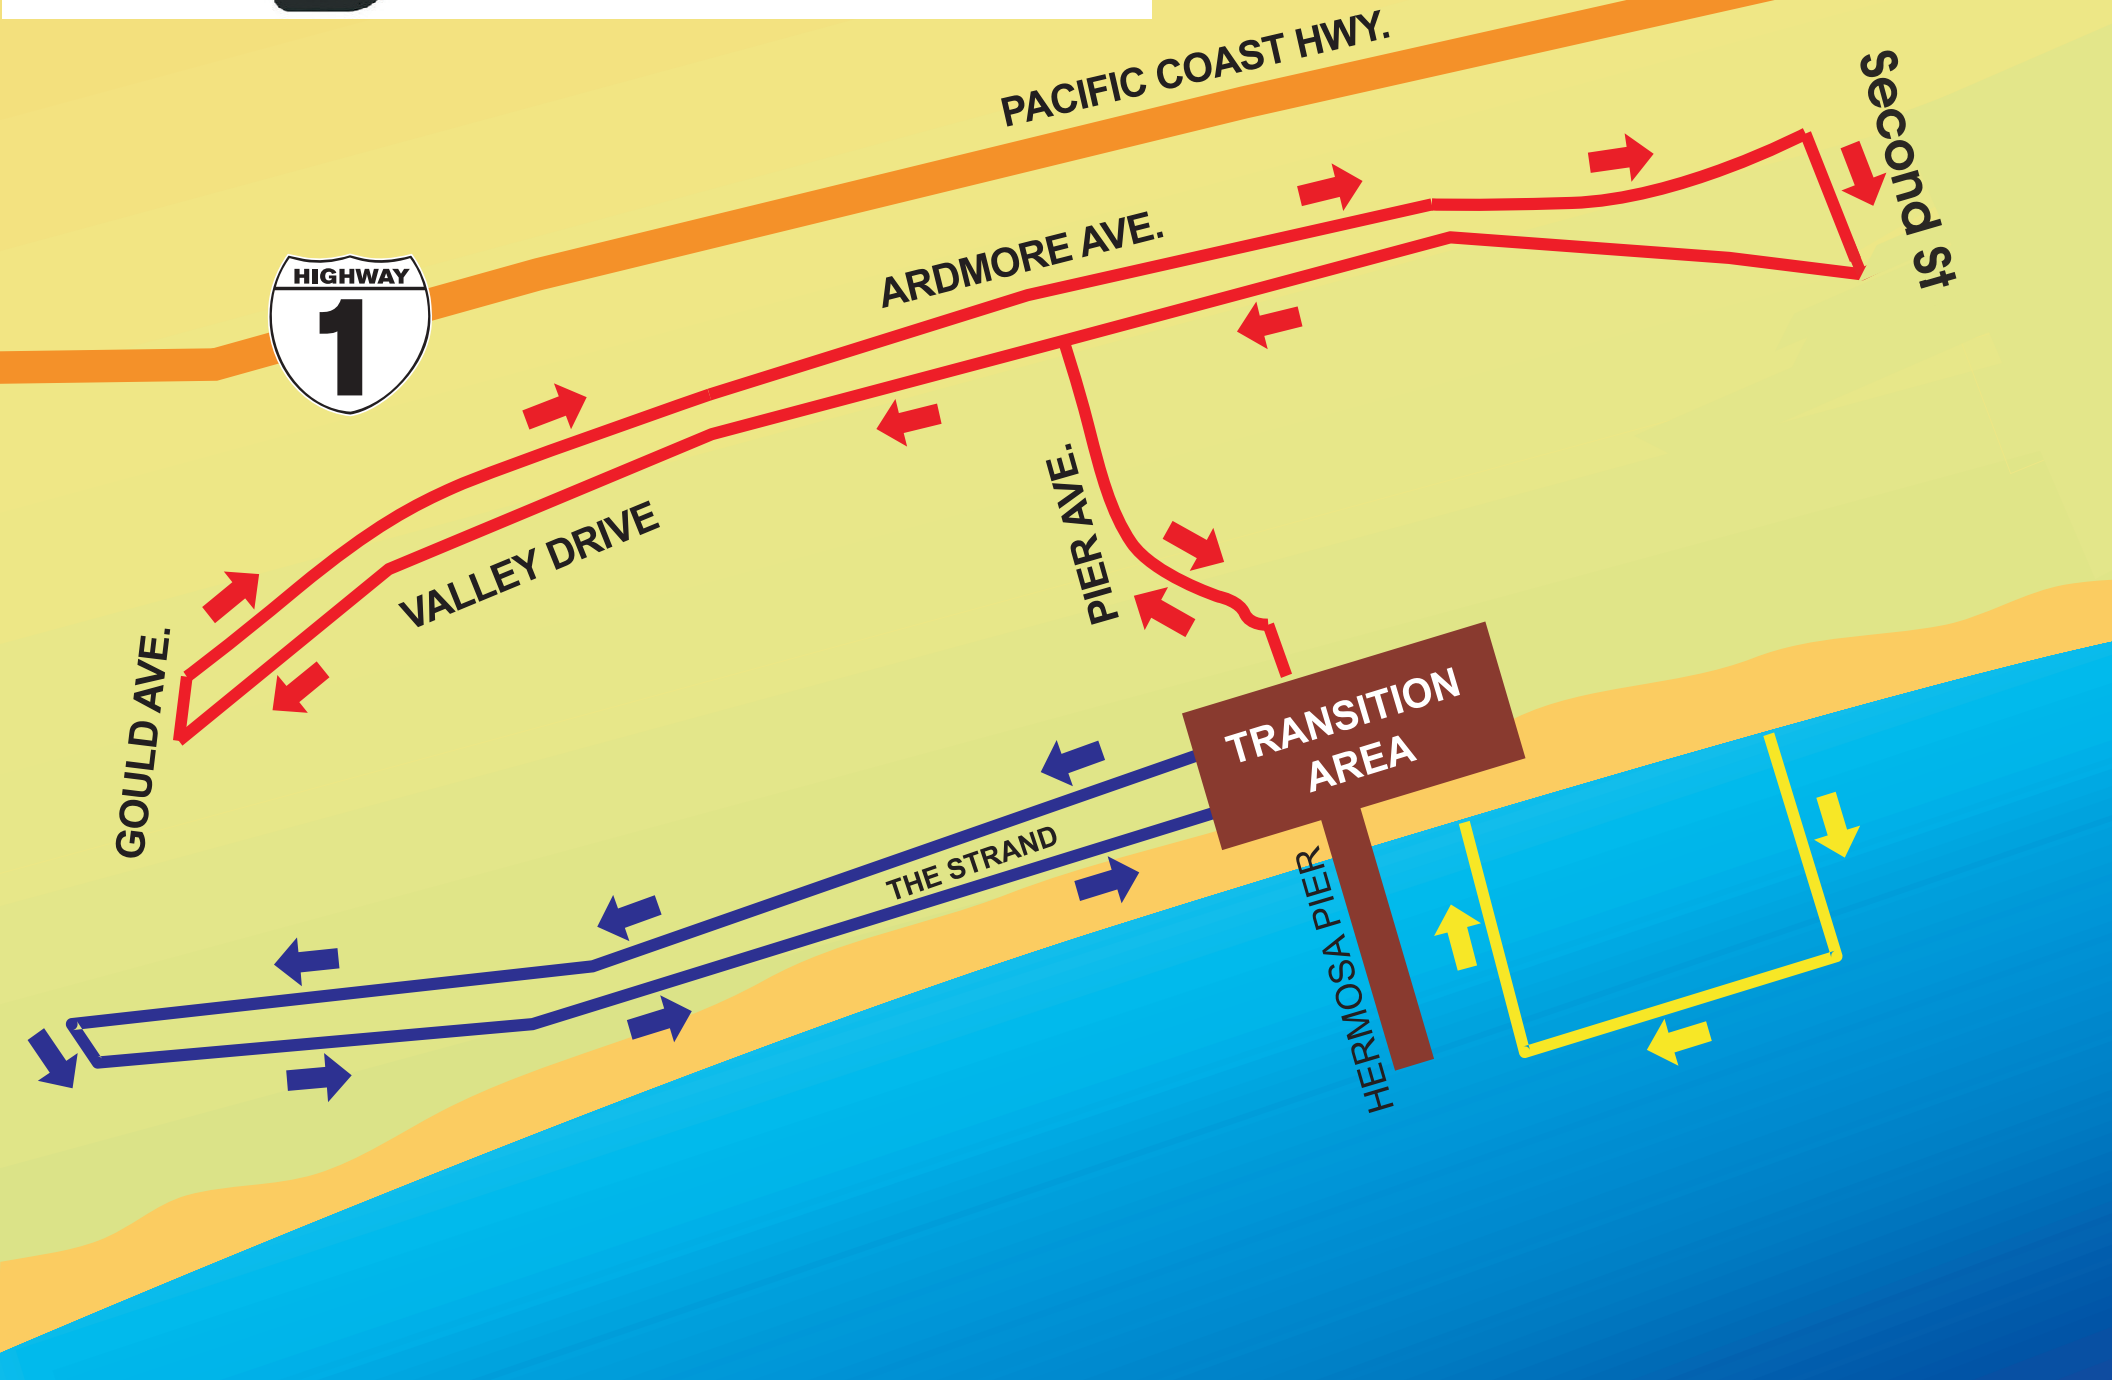 PACIFIC COAST HWY.
Second St
ARDMORE AVE.
HIGHWAY
1
PIER AVE.
VALLEY DRIVE
GOULD AVE.
TRANSITION
AREA
THE STRAND
HERMOSA PIER